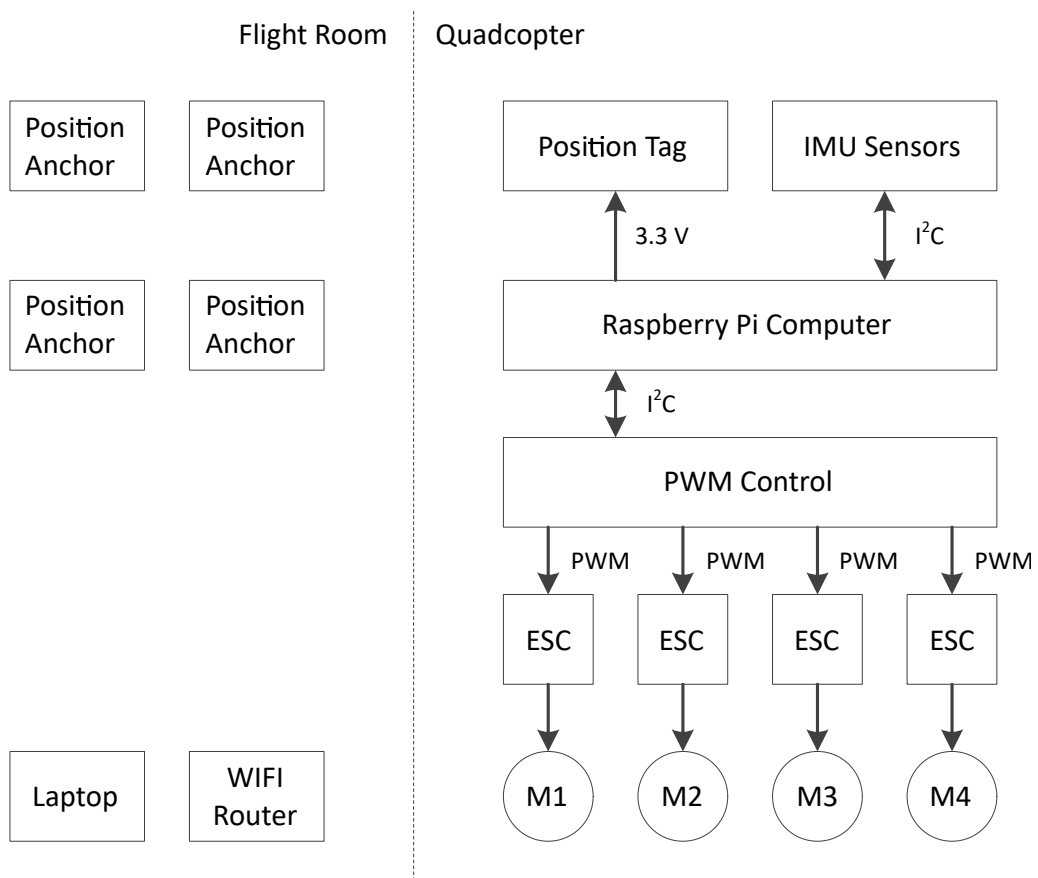 Flight Room
Quadcopter
Position
Anchor
Position
Anchor
Position Tag
IMU Sensors
3.3 V
I²C
Position
Anchor
Position
Anchor
Raspberry Pi Computer
I²C
PWM Control
PWM
PWM
PWM
PWM
ESC
ESC
ESC
ESC
Laptop
WIFI
Router
M1
M2
M3
M4